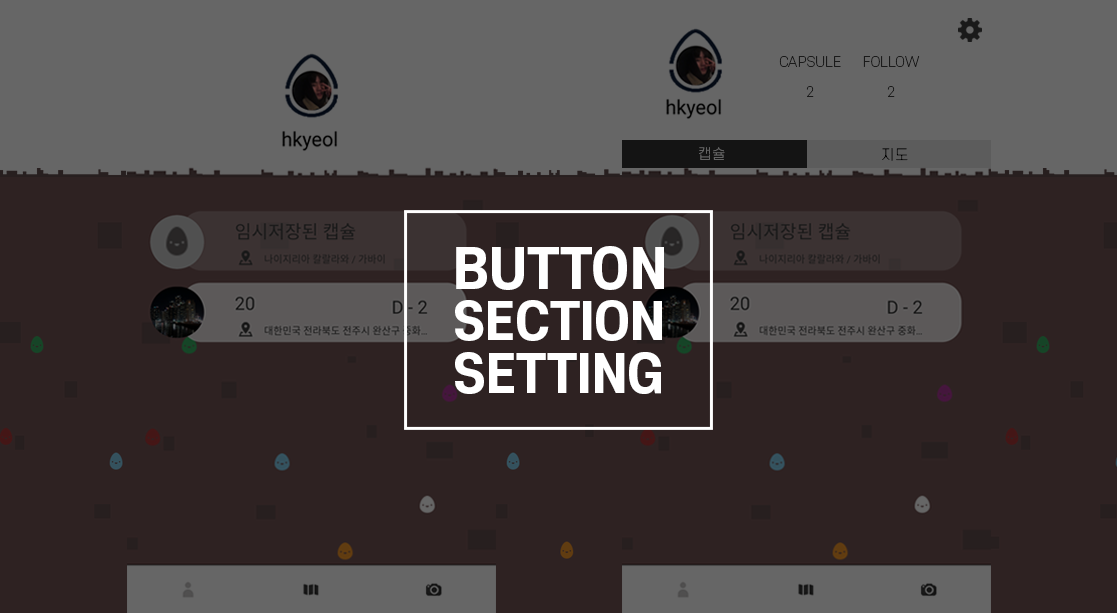 hkyeol
hkyeol
CAPSULE FOLLOW
2 2
캡슐 지도
임시저장된 캡슐
나이지리아 칼랄라와 / 가바이
20 D - 2
대한민국 전라북도 전주시 완산구 중화...
임시저장된 캡슐
나이지리아 칼랄라와 / 가바이
20 D - 2
대한민국 전라북도 전주시 완산구 중화...
BUTTON
SECTION
SETTING